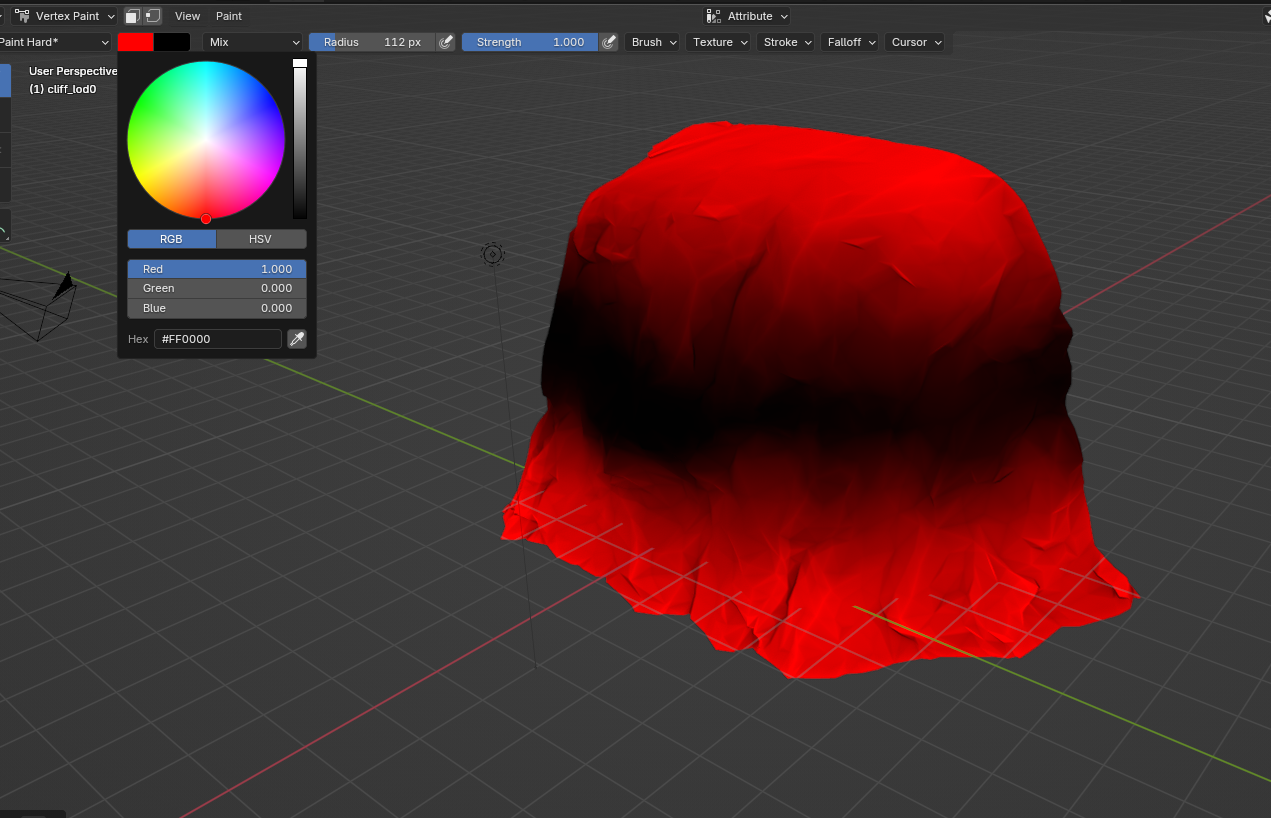 Vertex Paint View Paint Attribute
Paint Hard* Mix Radius 112 px Strength 1.000 Brush Texture Stroke Falloff Cursor
User Perspective
(1) cliff_lod0
RGB HSV
Red 1.000
Green 0.000
Blue 0.000
Hex #FF0000